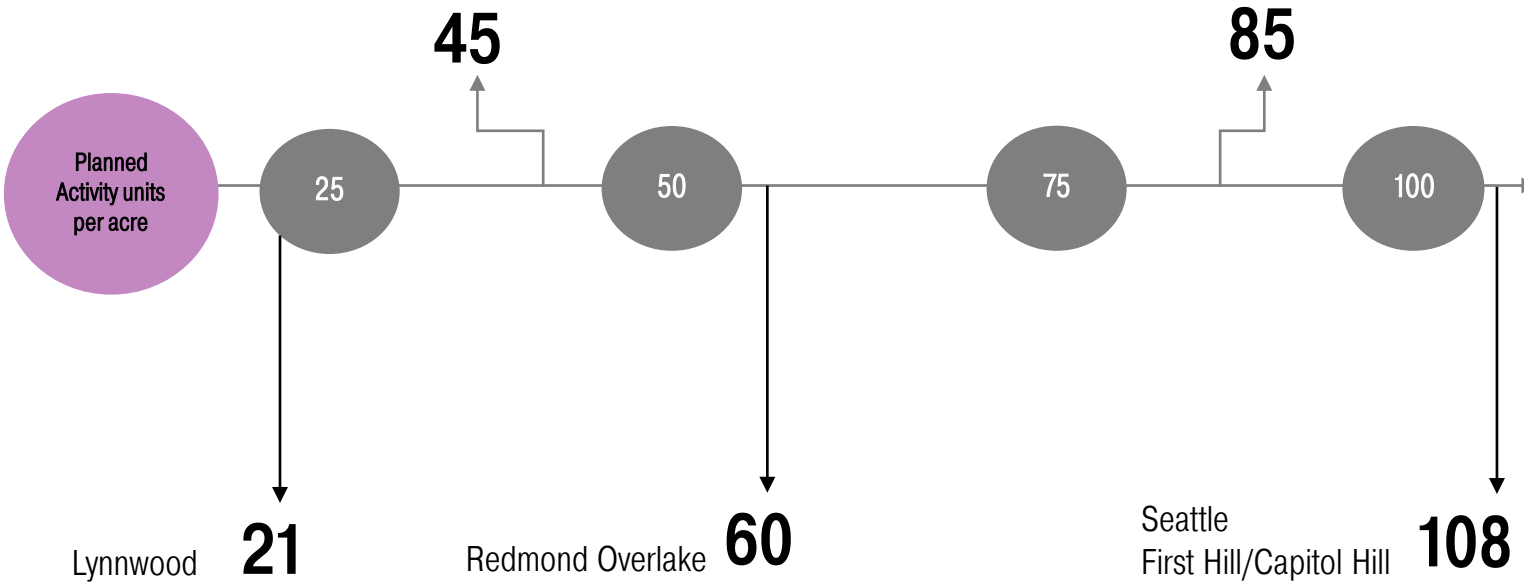 45
85
Planned
Activity units
per acre
25
50
75
100
Lynnwood
21
Redmond Overlake
60
Seattle
First Hill/Capitol Hill
108